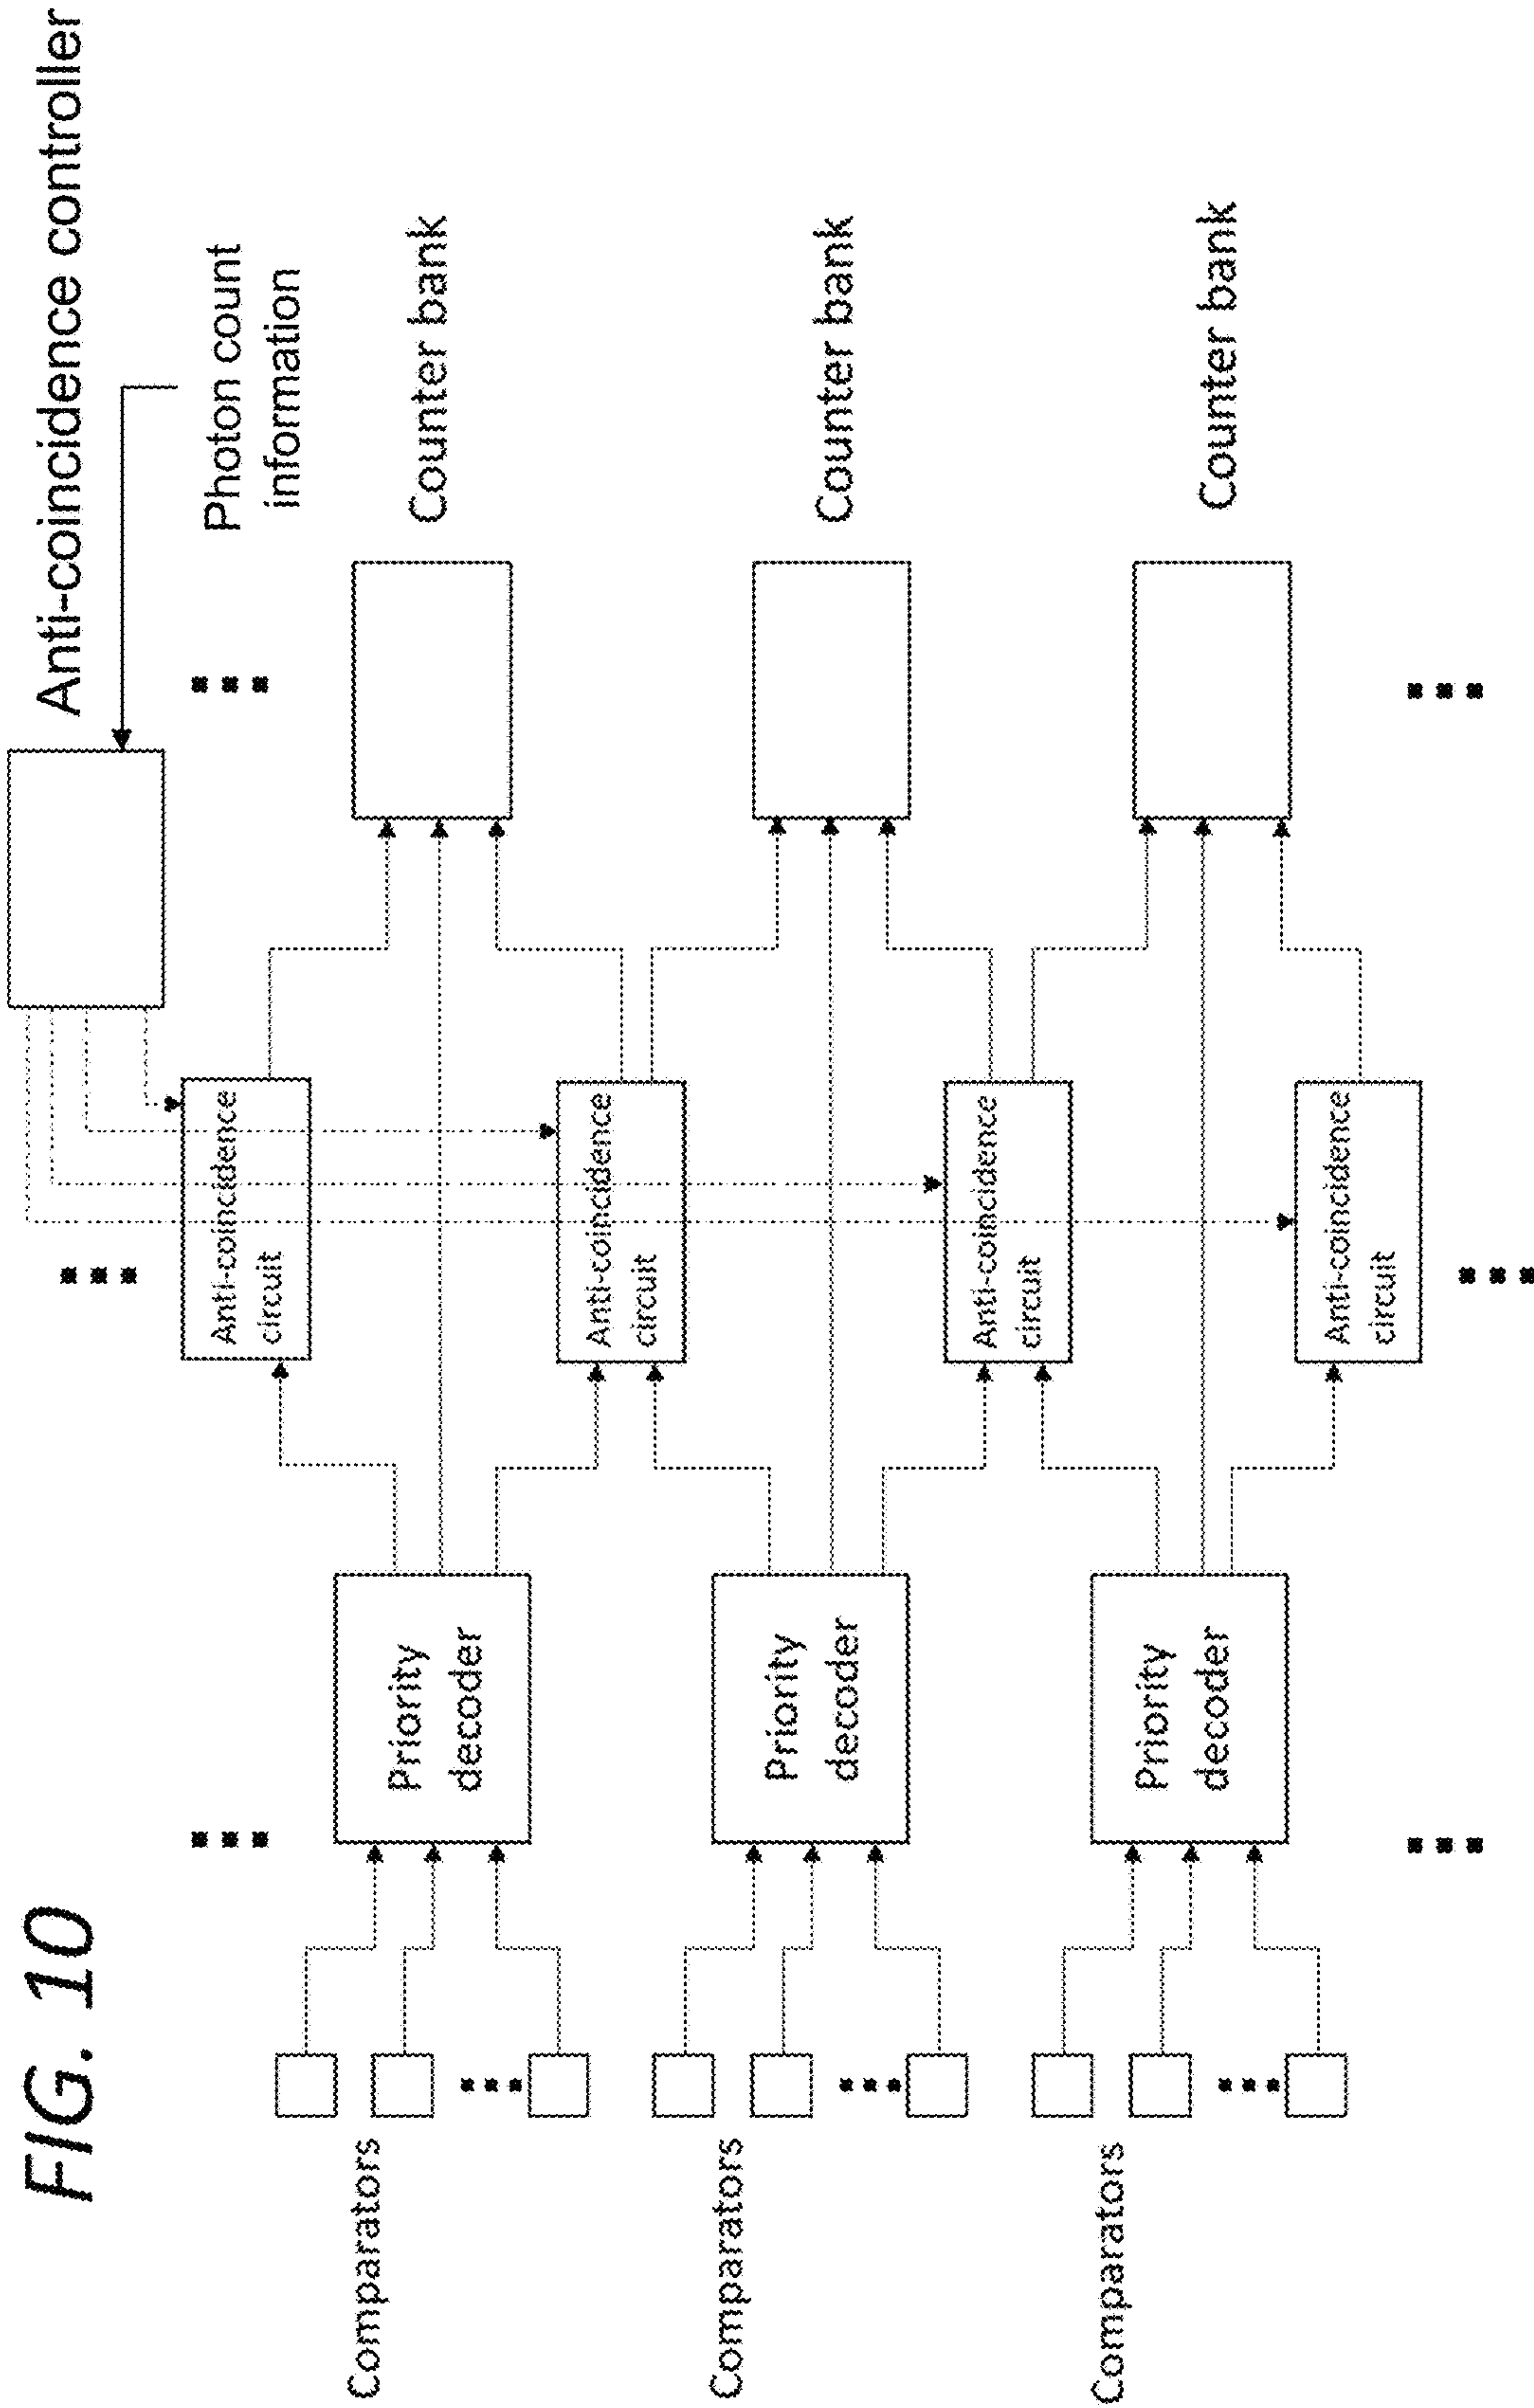 FIG. 10
Anti-coincidence controller
Photon count
information
Comparators
Priority
decoder
Anti-coincidence
circuit
Counter bank
Anti-coincidence
circuit
Comparators
Priority
decoder
Counter bank
Anti-coincidence
circuit
Comparators
Priority
decoder
Counter bank
Anti-coincidence
circuit